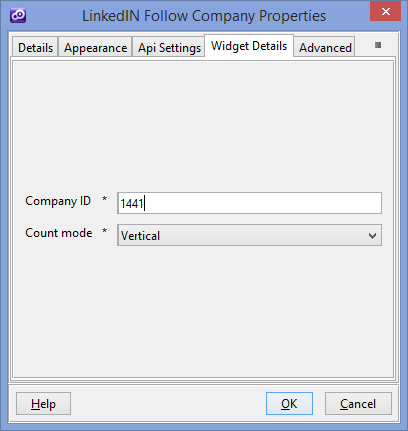 LinkedIN Follow Company Properties
Details Appearance Api Settings Widget Details Advanced
Company ID * 1441
Count mode * Vertical
Help OK Cancel